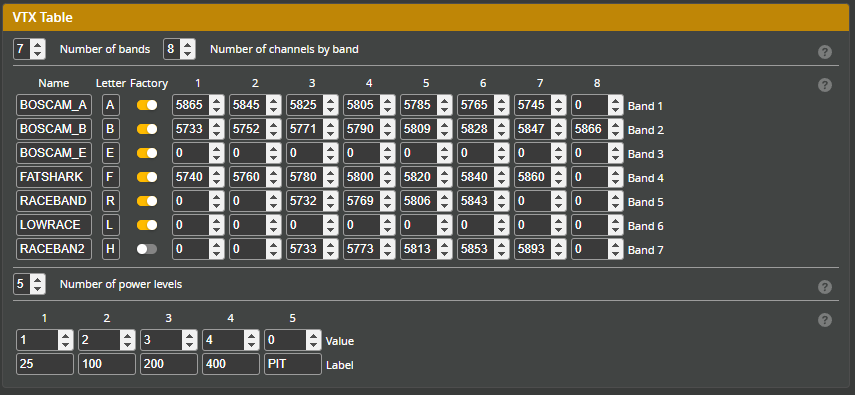 VTX Table
7 Number of bands 8 Number of channels by band ?
Name Letter Factory 1 2 3 4 5 6 7 8 ?
BOSCAM_A A 5865 5845 5825 5805 5785 5765 5745 0 Band 1
BOSCAM_B B 5733 5752 5771 5790 5809 5828 5847 5866 Band 2
BOSCAM_E E 0 0 0 0 0 0 0 0 Band 3
FATSHARK F 5740 5760 5780 5800 5820 5840 5860 0 Band 4
RACEBAND R 0 0 5732 5769 5806 5843 0 0 Band 5
LOWRACE L 0 0 0 0 0 0 0 0 Band 6
RACEBAN2 H 0 0 5733 5773 5813 5853 5893 0 Band 7
5 Number of power levels ?
1 2 3 4 5 ?
1 2 3 4 0 Value
25 100 200 400 PIT Label